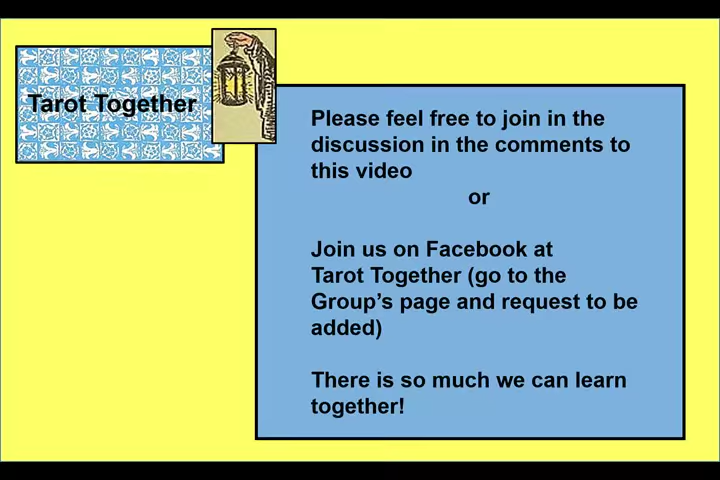 Tarot Together
Please feel free to join in the
discussion in the comments to
this video
or
Join us on Facebook at
Tarot Together (go to the
Group’s page and request to be
added)
There is so much we can learn
together!